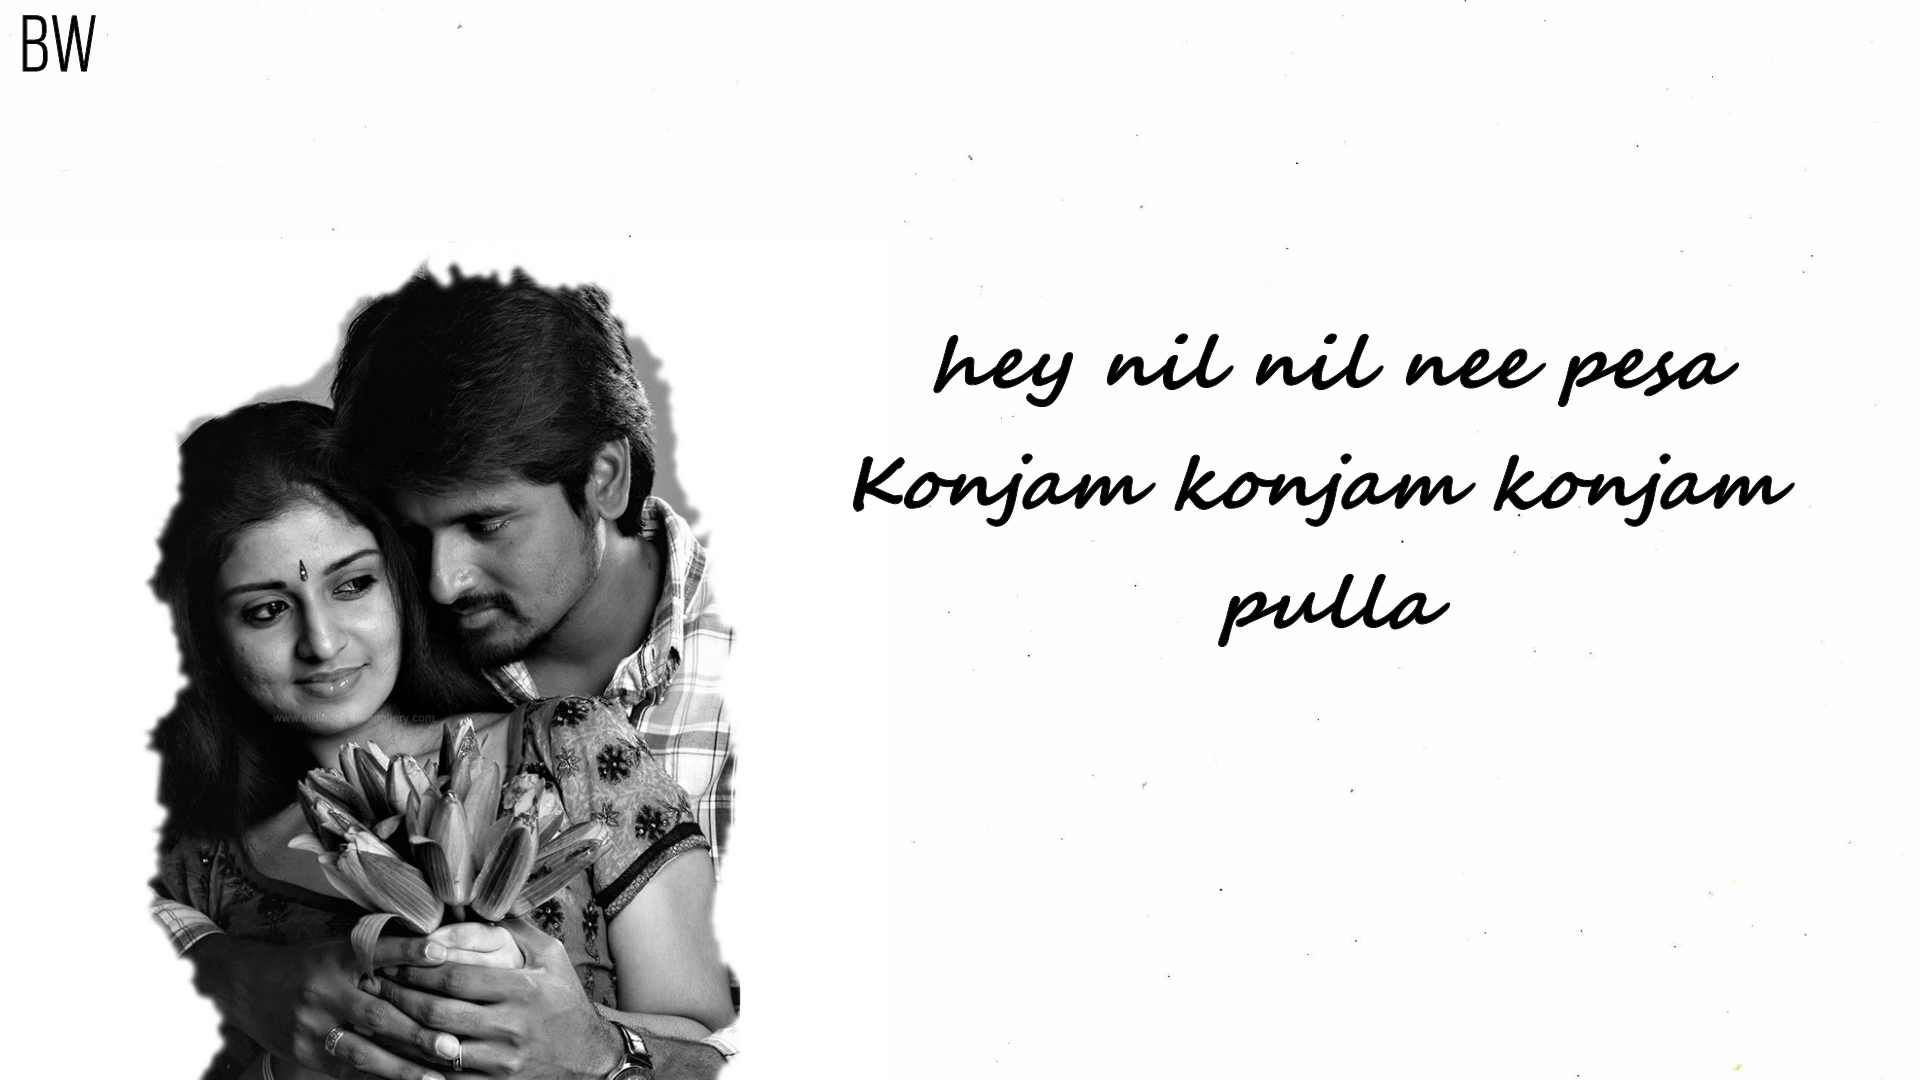 BW
hey nil nil nee pesa
Konjam konjam konjam
pulla